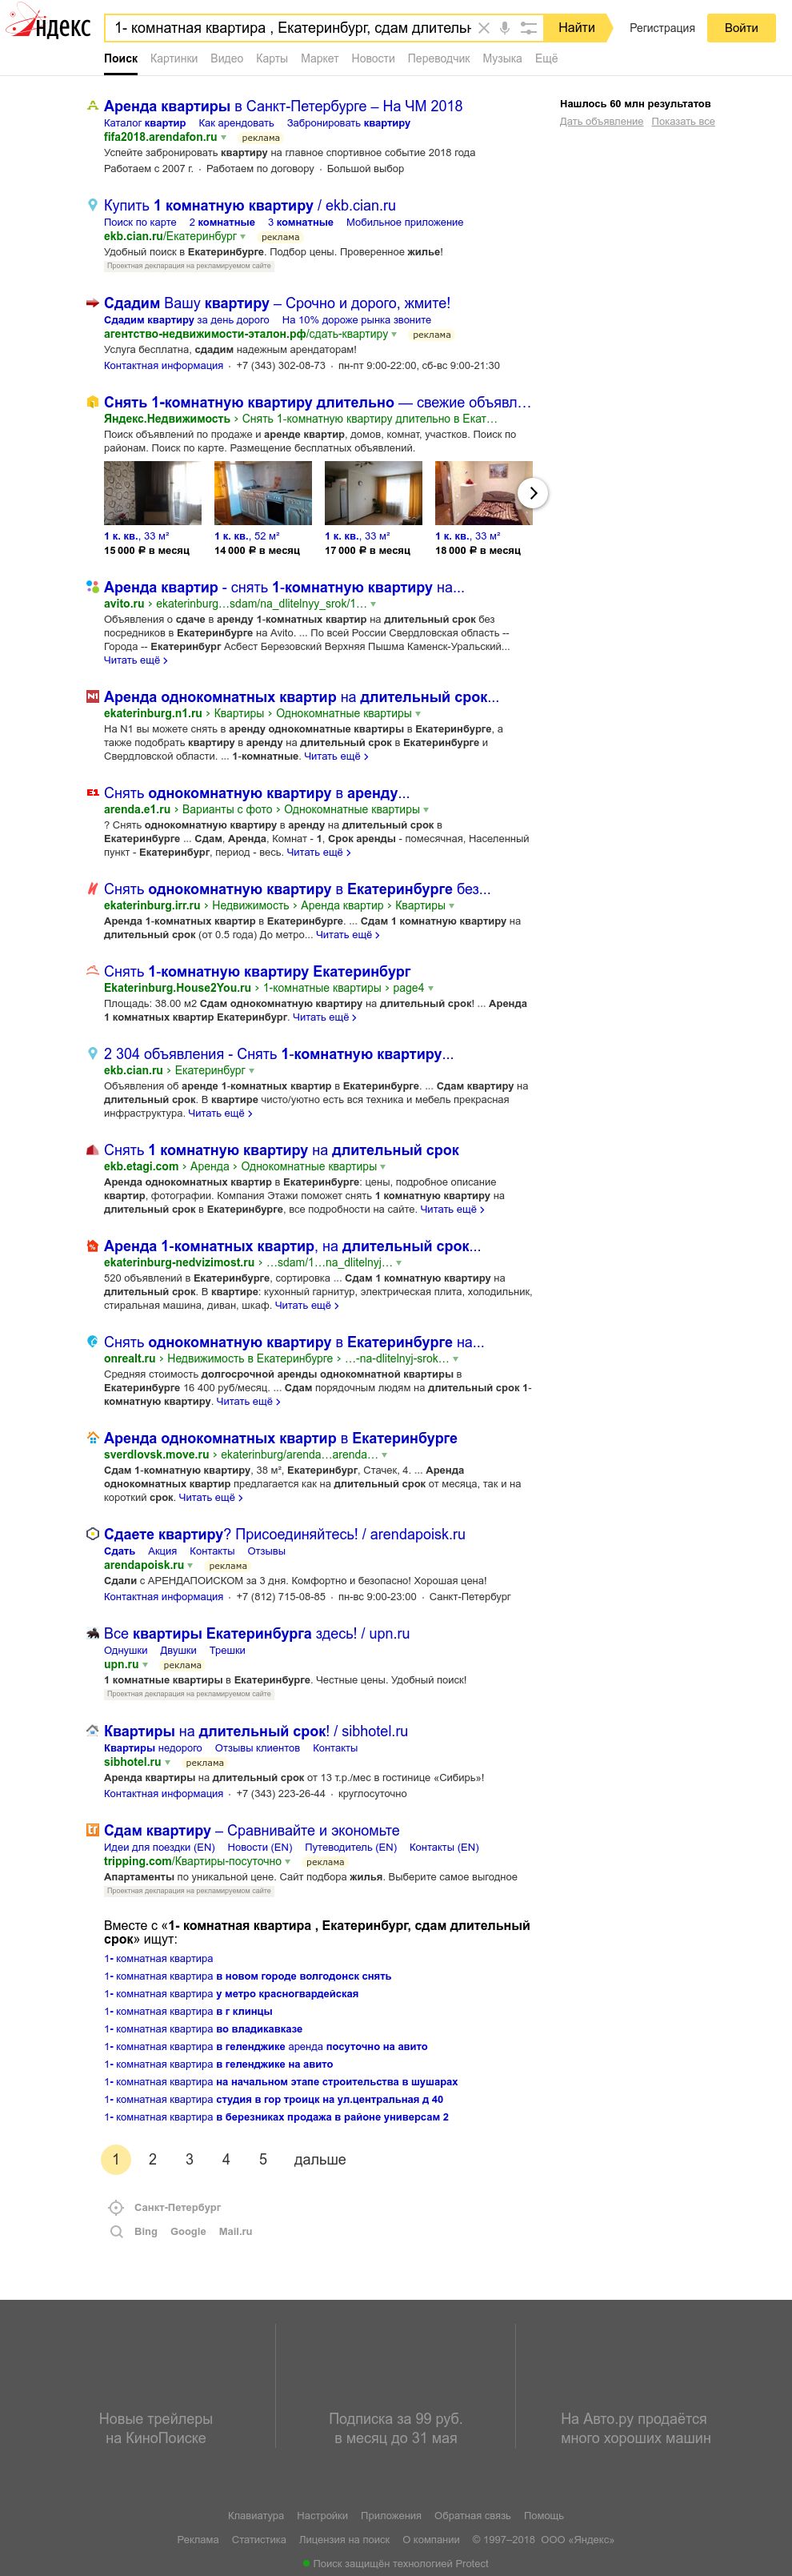 ндекс
1- комнатная квартира , Екатеринбург, сдам длительн
Найти
Регистрация
Войти
Поиск Картинки Видео Карты Маркет Новости Переводчик Музыка Ещё
Нашлось 60 млн результатов
Дать объявление Показать все
Аренда квартиры в Санкт-Петербурге – На ЧМ 2018
Каталог квартир Как арендовать Забронировать квартиру
fifa2018.arendafon.ru реклама
Успейте забронировать квартиру на главное спортивное событие 2018 года
Работаем с 2007 г. · Работаем по договору · Большой выбор
Купить 1 комнатную квартиру / ekb.cian.ru
Поиск по карте 2 комнатные 3 комнатные Мобильное приложение
ekb.cian.ru/Екатеринбург реклама
Удобный поиск в Екатеринбурге. Подбор цены. Проверенное жилье!
Проектная декларация на рекламируемом сайте
Сдадим Вашу квартиру – Срочно и дорого, жмите!
Сдадим квартиру за день дорого На 10% дороже рынка звоните
агентство-недвижимости-эталон.рф/сдать-квартиру реклама
Услуга бесплатна, сдадим надежным арендаторам!
Контактная информация · +7 (343) 302-08-73 · пн-пт 9:00-22:00, сб-вс 9:00-21:30
Снять 1-комнатную квартиру длительно — свежие объявл…
Яндекс.Недвижимость › Снять 1-комнатную квартиру длительно в Екат…
Поиск объявлений по продаже и аренде квартир, домов, комнат, участков. Поиск по
районам. Поиск по карте. Размещение бесплатных объявлений.
1 к. кв., 33 м² 1 к. кв., 52 м² 1 к. кв., 33 м² 1 к. кв., 33 м²
15 000 ₽ в месяц 14 000 ₽ в месяц 17 000 ₽ в месяц 18 000 ₽ в месяц
Аренда квартир - снять 1-комнатную квартиру на...
avito.ru › ekaterinburg…sdam/na_dlitelnyy_srok/1…
Объявления о сдаче в аренду 1-комнатных квартир на длительный срок без
посредников в Екатеринбурге на Avito. ... По всей России Свердловская область --
Города -- Екатеринбург Асбест Березовский Верхняя Пышма Каменск-Уральский...
Читать ещё ›
Аренда однокомнатных квартир на длительный срок...
ekaterinburg.n1.ru › Квартиры › Однокомнатные квартиры
На N1 вы можете снять в аренду однокомнатные квартиры в Екатеринбурге, а
также подобрать квартиру в аренду на длительный срок в Екатеринбурге и
Свердловской области. ... 1-комнатные. Читать ещё ›
Снять однокомнатную квартиру в аренду...
arenda.e1.ru › Варианты с фото › Однокомнатные квартиры
? Снять однокомнатную квартиру в аренду на длительный срок в
Екатеринбурге ... Сдам, Аренда, Комнат - 1, Срок аренды - помесячная, Населенный
пункт - Екатеринбург, период - весь. Читать ещё ›
Снять однокомнатную квартиру в Екатеринбурге без...
ekaterinburg.irr.ru › Недвижимость › Аренда квартир › Квартиры
Аренда 1-комнатных квартир в Екатеринбурге. ... Сдам 1 комнатную квартиру на
длительный срок (от 0.5 года) До метро... Читать ещё ›
Снять 1-комнатную квартиру Екатеринбург
Ekaterinburg.House2You.ru › 1-комнатные квартиры › page4
Площадь: 38.00 м2 Сдам однокомнатную квартиру на длительный срок! ... Аренда
1 комнатных квартир Екатеринбург. Читать ещё ›
2 304 объявления - Снять 1-комнатную квартиру...
ekb.cian.ru › Екатеринбург
Объявления об аренде 1-комнатных квартир в Екатеринбурге. ... Сдам квартиру на
длительный срок. В квартире чисто/уютно есть вся техника и мебель прекрасная
инфраструктура. Читать ещё ›
Снять 1 комнатную квартиру на длительный срок
ekb.etagi.com › Аренда › Однокомнатные квартиры
Аренда однокомнатных квартир в Екатеринбурге: цены, подробное описание
квартир, фотографии. Компания Этажи поможет снять 1 комнатную квартиру на
длительный срок в Екатеринбурге, все подробности на сайте. Читать ещё ›
Аренда 1-комнатных квартир, на длительный срок...
ekaterinburg-nedvizimost.ru › …sdam/1…na_dlitelnyj…
520 объявлений в Екатеринбурге, сортировка ... Сдам 1 комнатную квартиру на
длительный срок. В квартире: кухонный гарнитур, электрическая плита, холодильник,
стиральная машина, диван, шкаф. Читать ещё ›
Снять однокомнатную квартиру в Екатеринбурге на...
onrealt.ru › Недвижимость в Екатеринбурге › …-na-dlitelnyj-srok…
Средняя стоимость долгосрочной аренды однокомнатной квартиры в
Екатеринбурге 16 400 руб/месяц. ... Сдам порядочным людям на длительный срок 1-
комнатную квартиру. Читать ещё ›
Аренда однокомнатных квартир в Екатеринбурге
sverdlovsk.move.ru › ekaterinburg/arenda…arenda…
Сдам 1-комнатную квартиру, 38 м², Екатеринбург, Стачек, 4. ... Аренда
однокомнатных квартир предлагается как на длительный срок от месяца, так и на
короткий срок. Читать ещё ›
Сдаете квартиру? Присоединяйтесь! / arendapoisk.ru
Сдать Акция Контакты Отзывы
arendapoisk.ru реклама
Сдали с АРЕНДАПОИСКОМ за 3 дня. Комфортно и безопасно! Хорошая цена!
Контактная информация · +7 (812) 715-08-85 · пн-вс 9:00-23:00 · Санкт-Петербург
Все квартиры Екатеринбурга здесь! / upn.ru
Однушки Двушки Трешки
upn.ru реклама
1 комнатные квартиры в Екатеринбурге. Честные цены. Удобный поиск!
Проектная декларация на рекламируемом сайте
Квартиры на длительный срок! / sibhotel.ru
Квартиры недорого Отзывы клиентов Контакты
sibhotel.ru реклама
Аренда квартиры на длительный срок от 13 т.р./мес в гостинице «Сибирь»!
Контактная информация · +7 (343) 223-26-44 · круглосуточно
Сдам квартиру – Сравнивайте и экономьте
Идеи для поездки (EN) Новости (EN) Путеводитель (EN) Контакты (EN)
tripping.com/Квартиры-посуточно реклама
Апартаменты по уникальной цене. Сайт подбора жилья. Выберите самое выгодное
Проектная декларация на рекламируемом сайте
Вместе с «1- комнатная квартира , Екатеринбург, сдам длительный
срок» ищут:
1- комнатная квартира
1- комнатная квартира в новом городе волгодонск снять
1- комнатная квартира у метро красногвардейская
1- комнатная квартира в г клинцы
1- комнатная квартира во владикавказе
1- комнатная квартира в геленджике аренда посуточно на авито
1- комнатная квартира в геленджике на авито
1- комнатная квартира на начальном этапе строительства в шушарах
1- комнатная квартира студия в гор троицк на ул.центральная д 40
1- комнатная квартира в березниках продажа в районе универсам 2
1 2 3 4 5 дальше
Санкт-Петербург
Bing Google Mail.ru
Новые трейлеры
на КиноПоиске
Подписка за 99 руб.
в месяц до 31 мая
На Авто.ру продаётся
много хороших машин
Клавиатура Настройки Приложения Обратная связь Помощь
Реклама Статистика Лицензия на поиск О компании © 1997–2018 ООО «Яндекс»
Поиск защищён технологией Protect